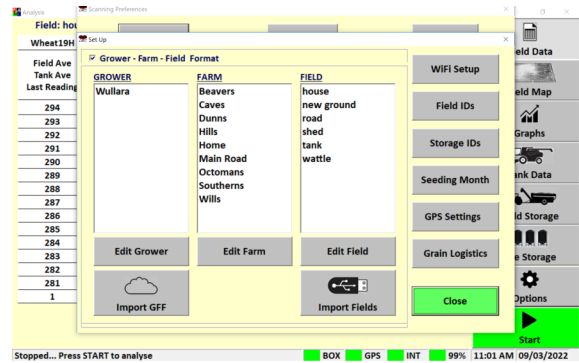 Analysis
Scanning Preferences
Field: hou
Set Up
Wheat19H
Grower - Farm - Field Format
Field Ave
Tank Ave
Last Reading
GROWER
FARM
FIELD
Wullara
Beavers
Caves
Dunns
Hills
Home
Main Road
Octomans
Southerns
Wills
house
new ground
road
shed
tank
wattle
294
293
292
291
290
289
288
287
286
285
284
283
282
281
1
Edit Grower
Edit Farm
Edit Field
Import GFF
Import Fields
WiFi Setup
Field IDs
Storage IDs
Seeding Month
GPS Settings
Grain Logistics
Close
eld Data
eld Map
Graphs
ank Data
ld Storage
e Storage
Options
Start
Stopped... Press START to analyse
BOX
GPS
INT
99%
11:01 AM
09/03/2022